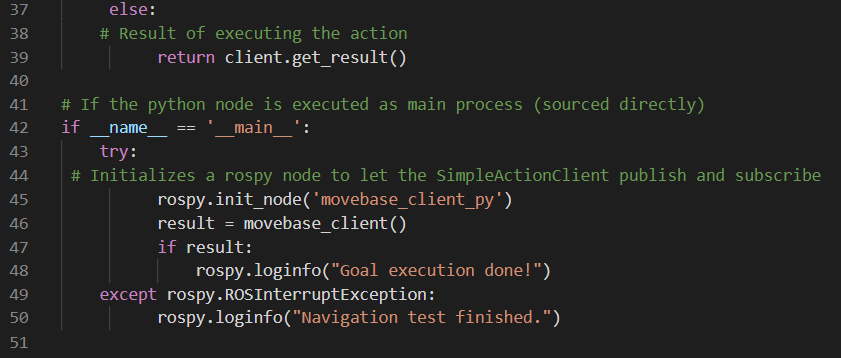 37 else:
38 # Result of executing the action
39 return client.get_result()
40
41 # If the python node is executed as main process (sourced directly)
42 if __name__ == '__main__':
43 try:
44 # Initializes a rospy node to let the SimpleActionClient publish and subscribe
45 rospy.init_node('movebase_client_py')
46 result = movebase_client()
47 if result:
48 rospy.loginfo("Goal execution done!")
49 except rospy.ROSInterruptException:
50 rospy.loginfo("Navigation test finished.")
51